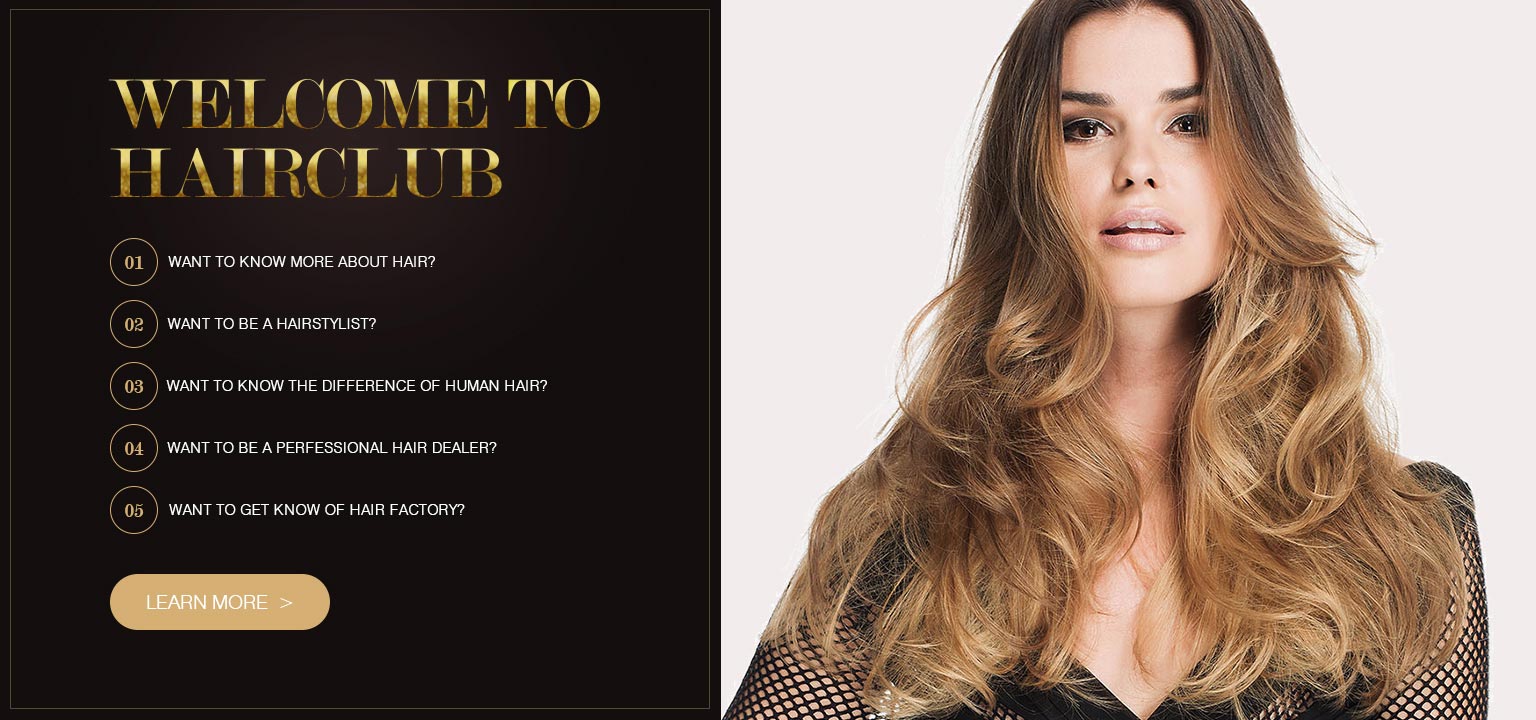 WELCOME TO
HAIRCLUB
01 WANT TO KNOW MORE ABOUT HAIR?
02 WANT TO BE A HAIRSTYLIST?
03 WANT TO KNOW THE DIFFERENCE OF HUMAN HAIR?
04 WANT TO BE A PERFESSIONAL HAIR DEALER?
05 WANT TO GET KNOW OF HAIR FACTORY?
LEARN MORE >